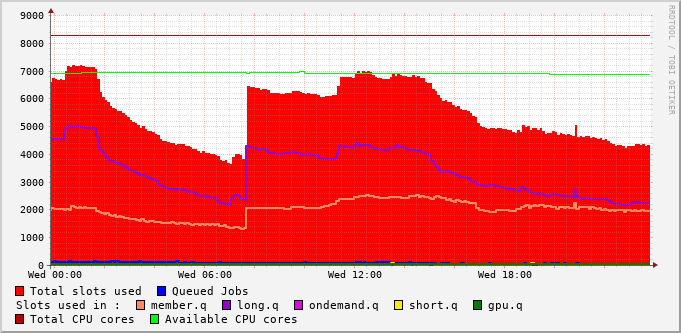 9000
8000
7000
6000
5000
4000
3000
2000
1000
0
Wed 00:00 Wed 06:00 Wed 12:00 Wed 18:00
Total slots used Queued Jobs
Slots used in : member.q long.q ondemand.q short.q gpu.q
Total CPU cores Available CPU cores
RRDTOOL / TOBI OETIKER